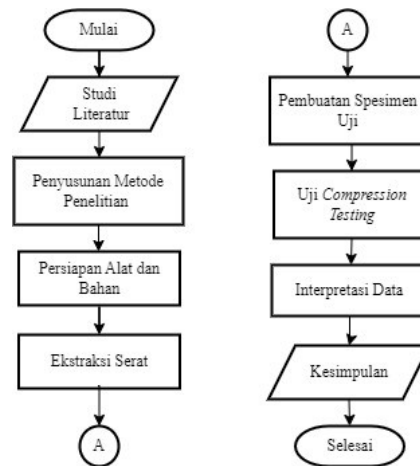 Mulai
Studi
Literatur
Penyusunan Metode
Penelitian
Persiapan Alat dan
Bahan
Ekstraksi Serat
A
A
Pembuatan Spesimen
Uji
Uji Compression
Testing
Interpretasi Data
Kesimpulan
Selesai